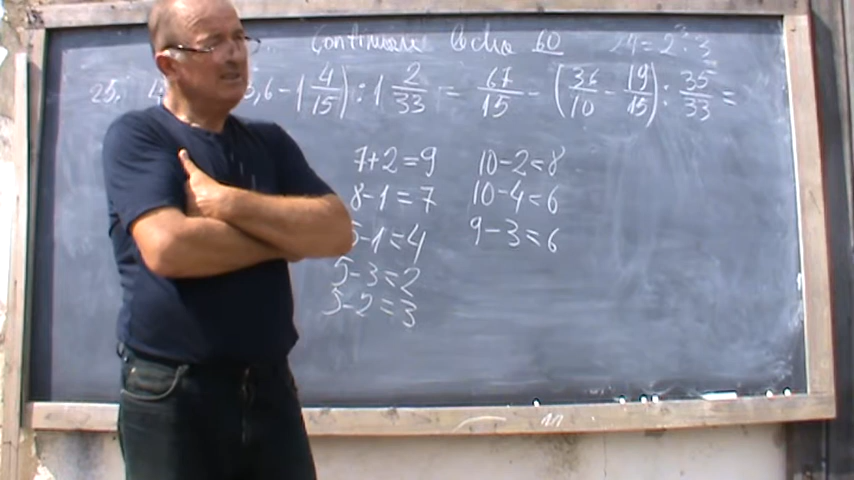 60 24 = 2³ · 3
25. 4 3,6 - 1 4/15) : 1 2/33 = 67/15 - (36/10 - 19/15) : 35/33 =
7+2=9 10-2=8
8-1=7 10-4=6
5-1=4 9-3=6
5-3=2
5-2=3